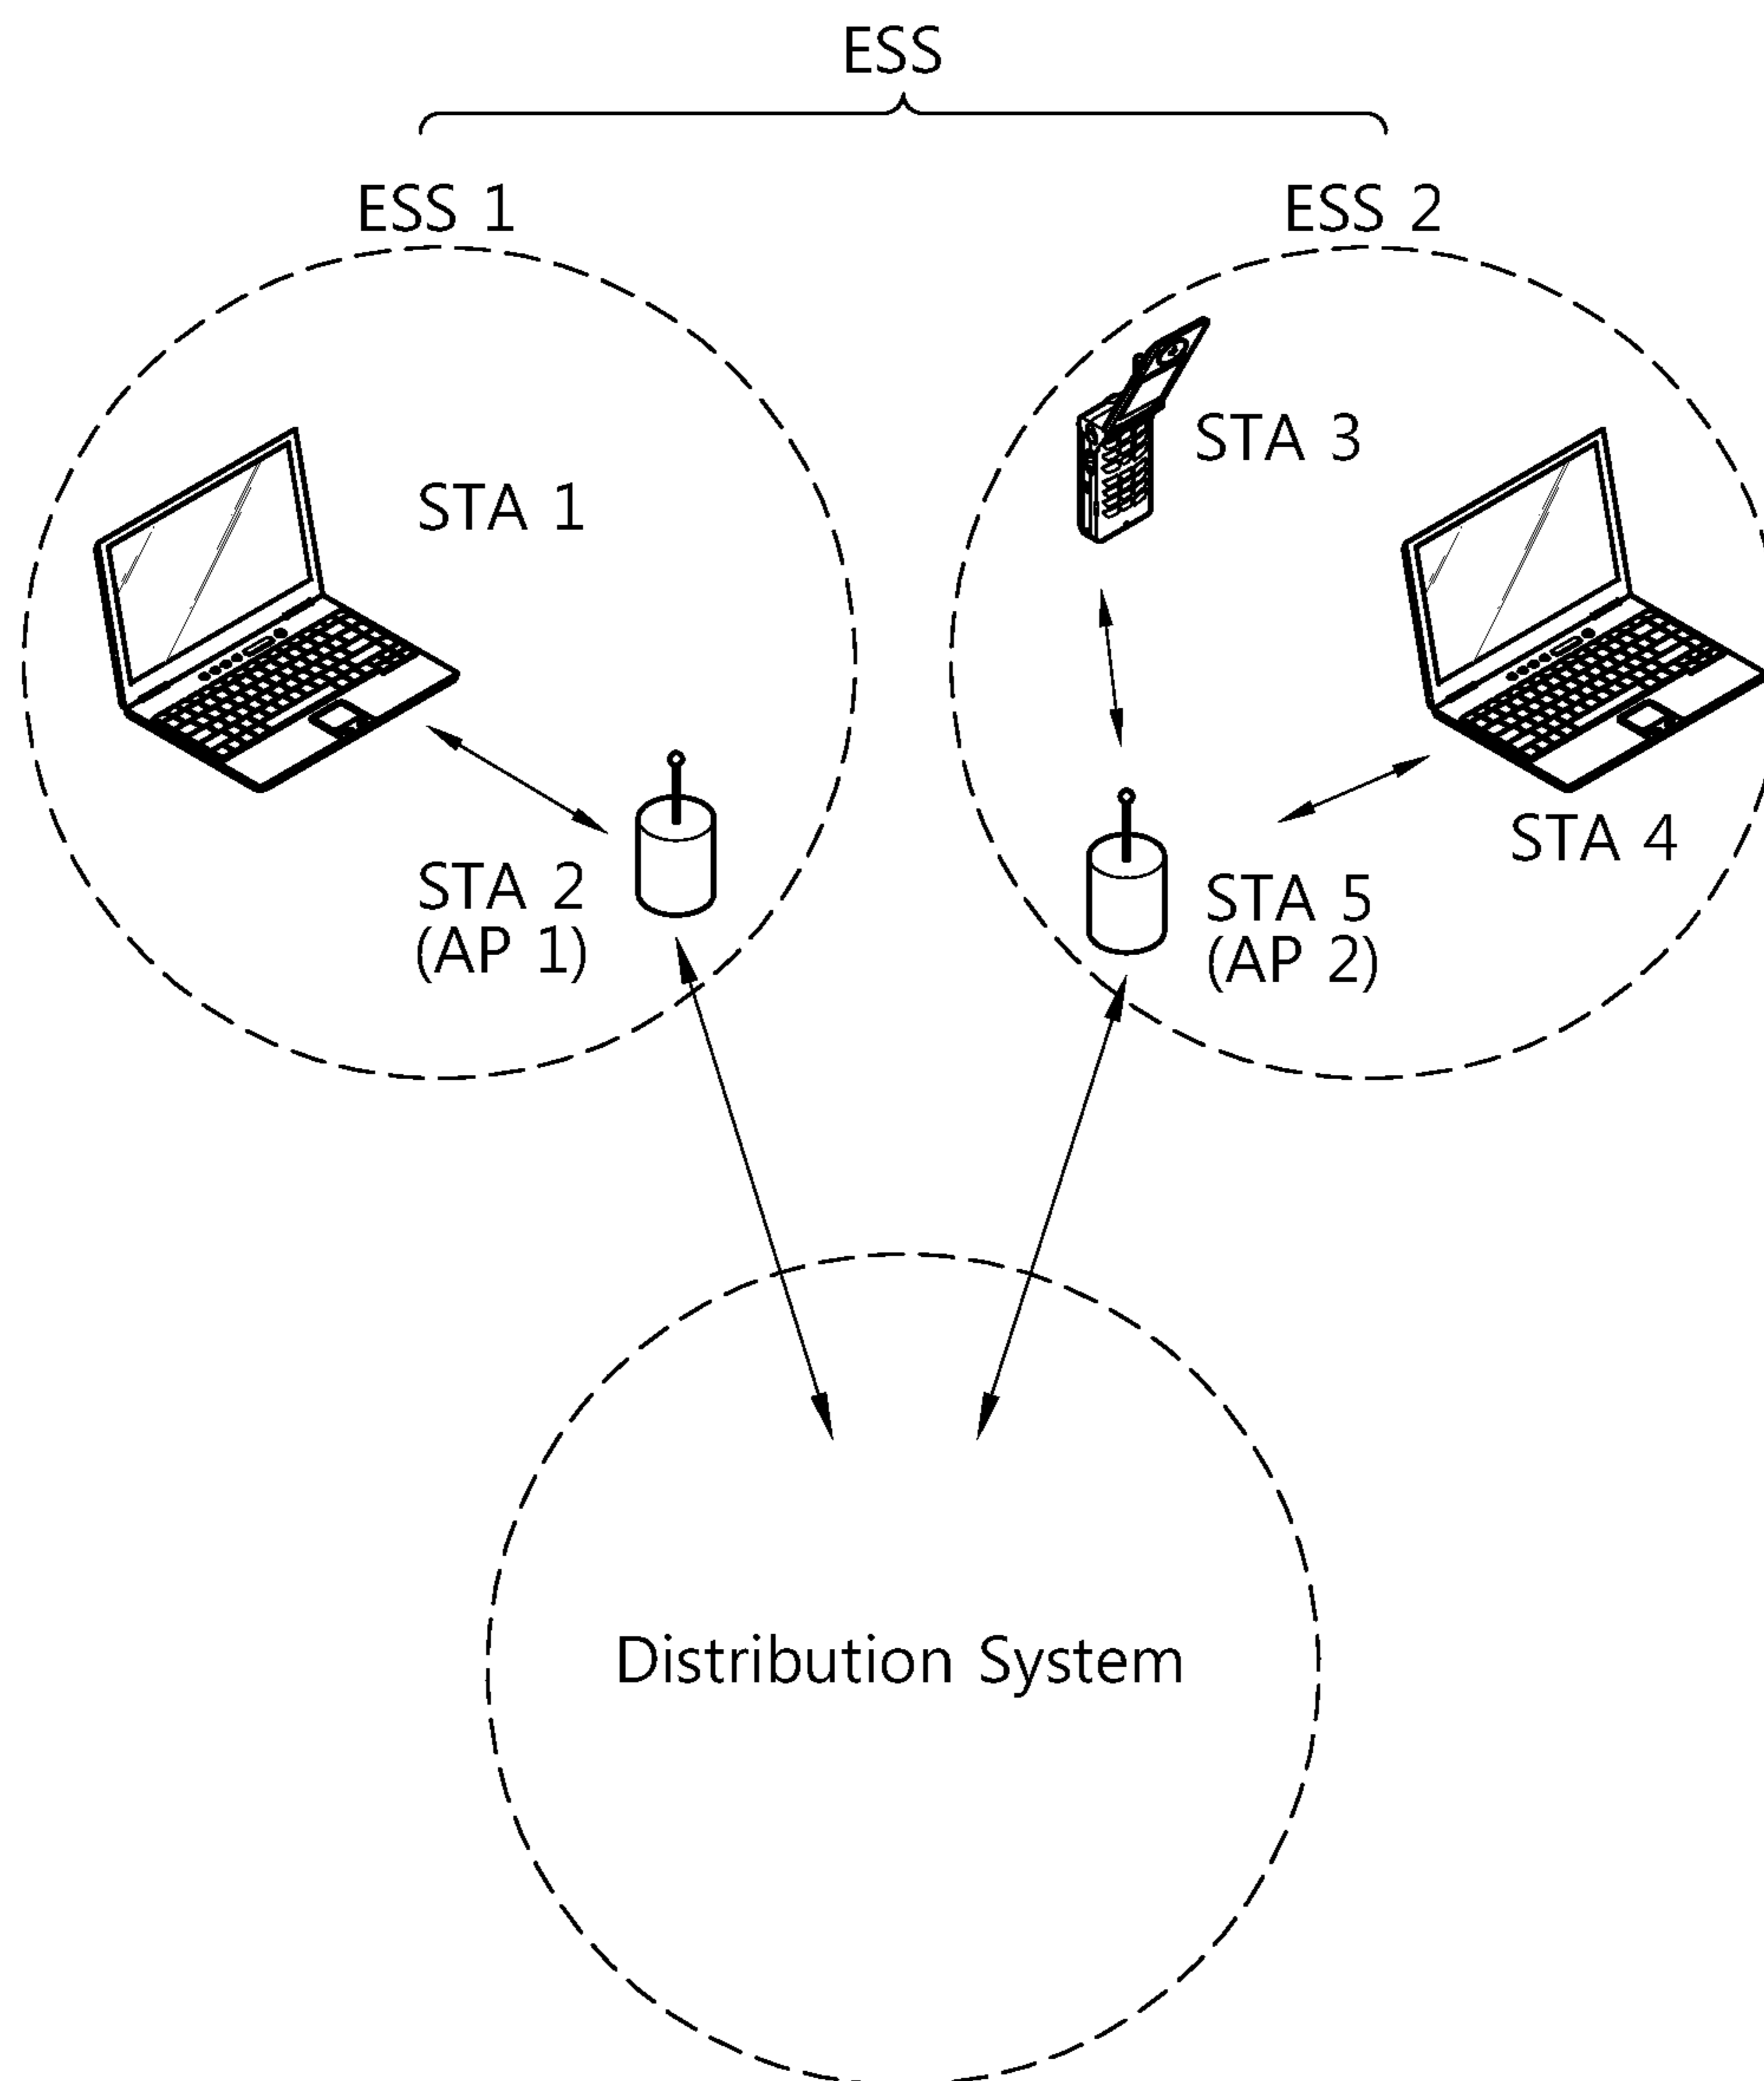 ESS
ESS 1
ESS 2
STA 1
STA 3
STA 2
(AP 1)
STA 4
STA 5
(AP 2)
Distribution System